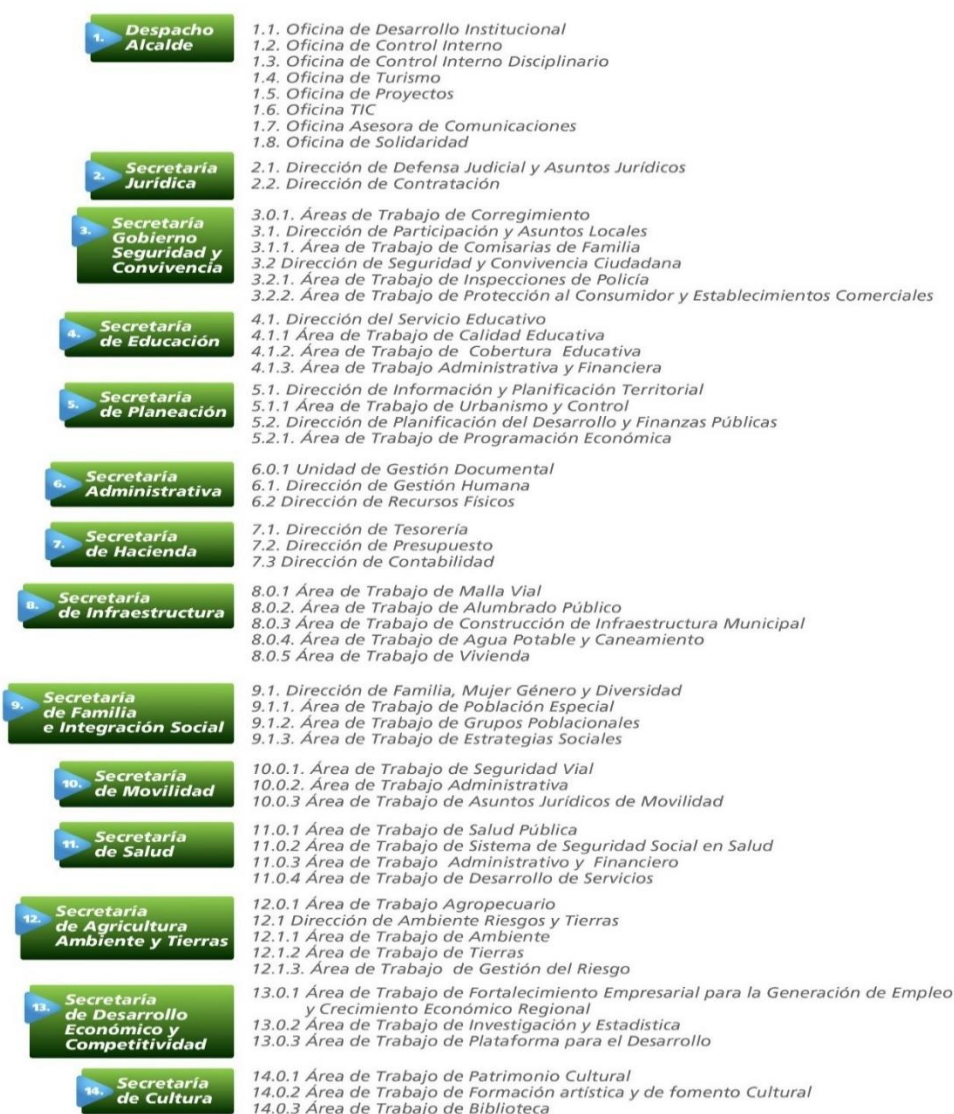 1. Despacho
Alcalde
1.1. Oficina de Desarrollo Institucional
1.2. Oficina de Control Interno
1.3. Oficina de Control Interno Disciplinario
1.4. Oficina de Turismo
1.5. Oficina de Proyectos
1.6. Oficina TIC
1.7. Oficina Asesora de Comunicaciones
1.8. Oficina de Solidaridad
2. Secretaría
Jurídica
2.1. Dirección de Defensa Judicial y Asuntos Jurídicos
2.2. Dirección de Contratación
3. Secretaría
Gobierno
Seguridad y
Convivencia
3.0.1. Áreas de Trabajo de Corregimiento
3.1. Dirección de Participación y Asuntos Locales
3.1.1. Área de Trabajo de Comisarias de Familia
3.2 Dirección de Seguridad y Convivencia Ciudadana
3.2.1. Área de Trabajo de Inspecciones de Policía
3.2.2. Área de Trabajo de Protección al Consumidor y Establecimientos Comerciales
4. Secretaría
de Educación
4.1. Dirección del Servicio Educativo
4.1.1 Área de Trabajo de Calidad Educativa
4.1.2. Área de Trabajo de Cobertura Educativa
4.1.3. Área de Trabajo Administrativa y Financiera
5. Secretaría
de Planeación
5.1. Dirección de Información y Planificación Territorial
5.1.1 Área de Trabajo de Urbanismo y Control
5.2. Dirección de Planificación del Desarrollo y Finanzas Públicas
5.2.1. Área de Trabajo de Programación Económica
6. Secretaría
Administrativa
6.0.1 Unidad de Gestión Documental
6.1. Dirección de Gestión Humana
6.2 Dirección de Recursos Físicos
7. Secretaría
de Hacienda
7.1. Dirección de Tesorería
7.2. Dirección de Presupuesto
7.3 Dirección de Contabilidad
8. Secretaría
de Infraestructura
8.0.1 Área de Trabajo de Malla Vial
8.0.2. Área de Trabajo de Alumbrado Público
8.0.3 Área de Trabajo de Construcción de Infraestructura Municipal
8.0.4. Área de Trabajo de Agua Potable y Caneamiento
8.0.5 Área de Trabajo de Vivienda
9. Secretaría
de Familia
e Integración Social
9.1. Dirección de Familia, Mujer Género y Diversidad
9.1.1. Área de Trabajo de Población Especial
9.1.2. Área de Trabajo de Grupos Poblacionales
9.1.3. Área de Trabajo de Estrategias Sociales
10. Secretaría
de Movilidad
10.0.1. Área de Trabajo de Seguridad Vial
10.0.2. Área de Trabajo Administrativa
10.0.3 Área de Trabajo de Asuntos Jurídicos de Movilidad
11. Secretaría
de Salud
11.0.1 Área de Trabajo de Salud Pública
11.0.2 Área de Trabajo de Sistema de Seguridad Social en Salud
11.0.3 Área de Trabajo Administrativo y Financiero
11.0.4 Área de Trabajo de Desarrollo de Servicios
12. Secretaría
de Agricultura
Ambiente y Tierras
12.0.1 Área de Trabajo Agropecuario
12.1 Dirección de Ambiente Riesgos y Tierras
12.1.1 Área de Trabajo de Ambiente
12.1.2 Área de Trabajo de Tierras
12.1.3. Área de Trabajo de Gestión del Riesgo
13. Secretaría
de Desarrollo
Económico y
Competitividad
13.0.1 Área de Trabajo de Fortalecimiento Empresarial para la Generación de Empleo
y Crecimiento Económico Regional
13.0.2 Área de Trabajo de Investigación y Estadistica
13.0.3 Área de Trabajo de Plataforma para el Desarrollo
14. Secretaría
de Cultura
14.0.1 Área de Trabajo de Patrimonio Cultural
14.0.2 Área de Trabajo de Formación artística y de fomento Cultural
14.0.3 Área de Trabajo de Biblioteca